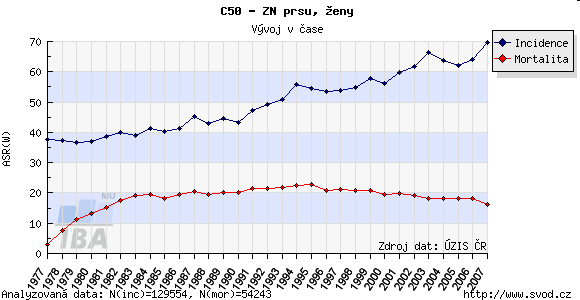 C50 - ZN prsu, ženy
Vývoj v čase
Incidence
Mortalita
ASR(W)
70
60
50
40
30
20
10
0
MU
IBA
Zdroj dat: ÚZIS ČR
1977 1978 1979 1980 1981 1982 1983 1984 1985 1986 1987 1988 1989 1990 1991 1992 1993 1994 1995 1996 1997 1998 1999 2000 2001 2002 2003 2004 2005 2006 2007
Analyzovaná data: N(inc)=129554, N(mor)=54243
http://www.svod.cz